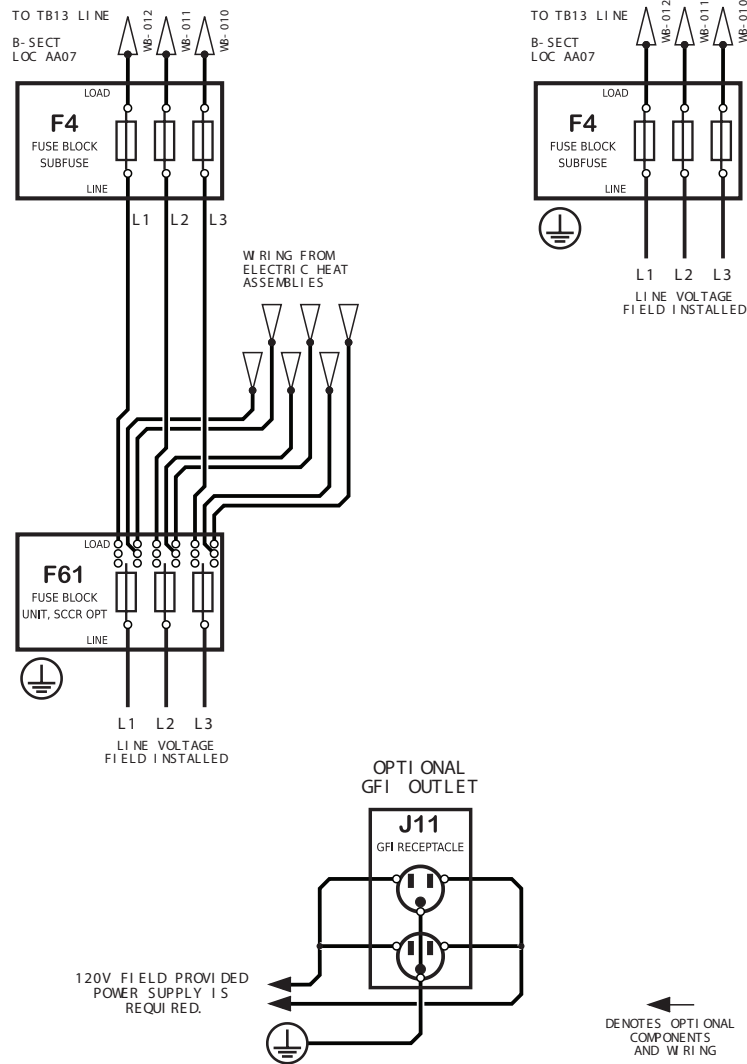 TO TB13 LINE
B-SECT
LOC AA07
WB-012
WB-011
WB-010
LOAD
F4
FUSE BLOCK
SUBFUSE
LINE
L1 L2 L3
WIRING FROM
ELECTRIC HEAT
ASSEMBLIES
LOAD
F61
FUSE BLOCK
UNIT, SCCR OPT
LINE
L1 L2 L3
LINE VOLTAGE
FIELD INSTALLED
TO TB13 LINE
B-SECT
LOC AA07
WB-012
WB-011
WB-010
LOAD
F4
FUSE BLOCK
SUBFUSE
LINE
L1 L2 L3
LINE VOLTAGE
FIELD INSTALLED
OPTIONAL
GFI OUTLET
J11
GFI RECEPTACLE
120V FIELD PROVIDED
POWER SUPPLY IS
REQUIRED.
DENOTES OPTIONAL
COMPONENTS
AND WIRING